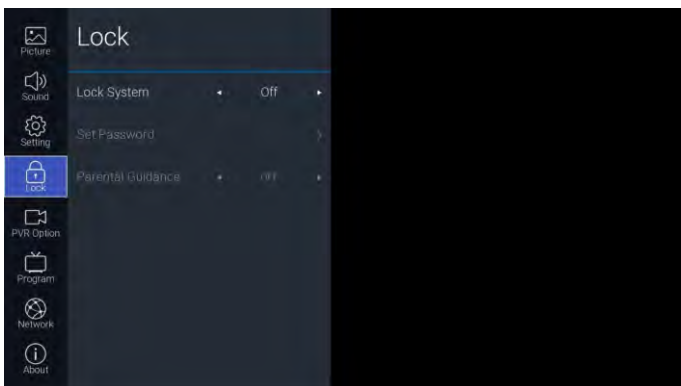 Picture
Lock
Sound
Lock System Off
Setting
Set Password
Lock
Parental Guidance Off
PVR Option
Program
Network
About